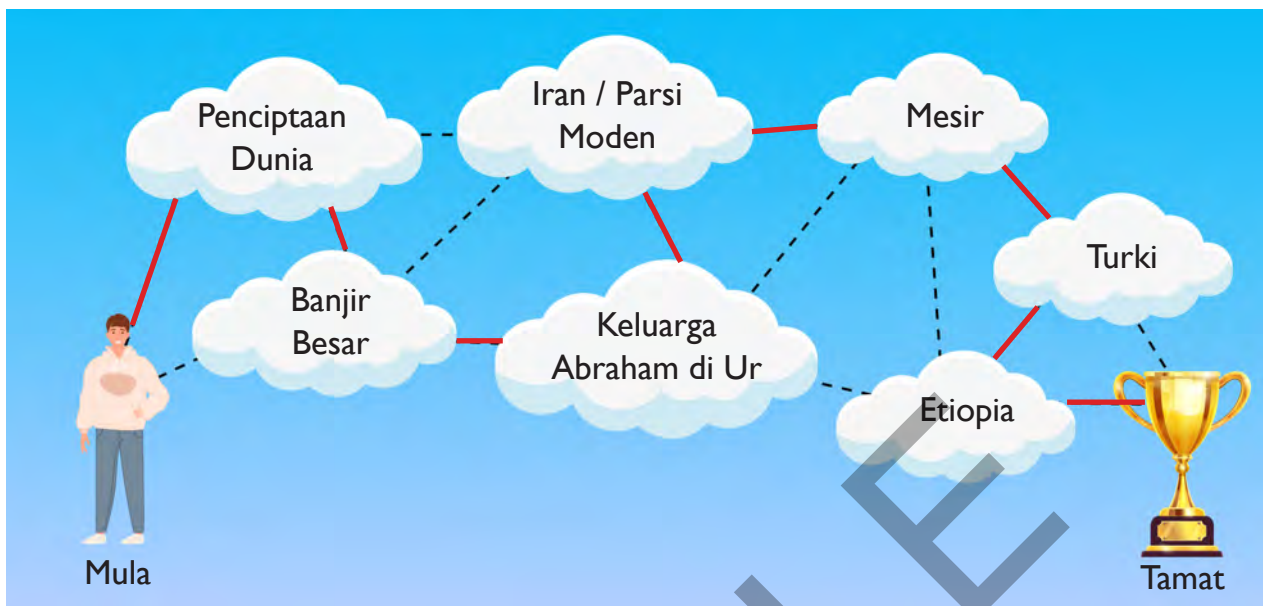 Penciptaan
Dunia
Iran / Parsi
Moden
Mesir
Turki
Banjir
Besar
Keluarga
Abraham di Ur
Etiopia
Mula
Tamat